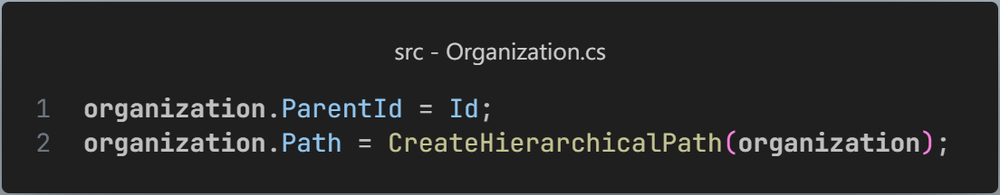 src - Organization.cs
1 organization.ParentId = Id;
2 organization.Path = CreateHierarchicalPath(organization);